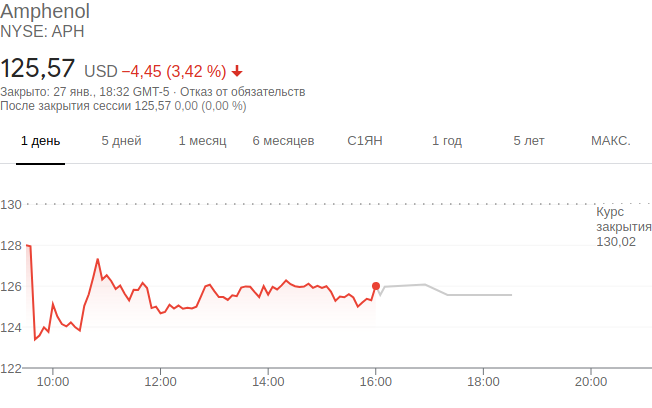 Amphenol
NYSE: APH
125,57 USD −4,45 (3,42 %)
Закрыто: 27 янв., 18:32 GMT-5 · Отказ от обязательств
После закрытия сессии 125,57 0,00 (0,00 %)
1 день 5 дней 1 месяц 6 месяцев С1ЯН 1 год 5 лет МАКС.
130
Курс
закрытия
130,02
128
126
124
122
10:00 12:00 14:00 16:00 18:00 20:00